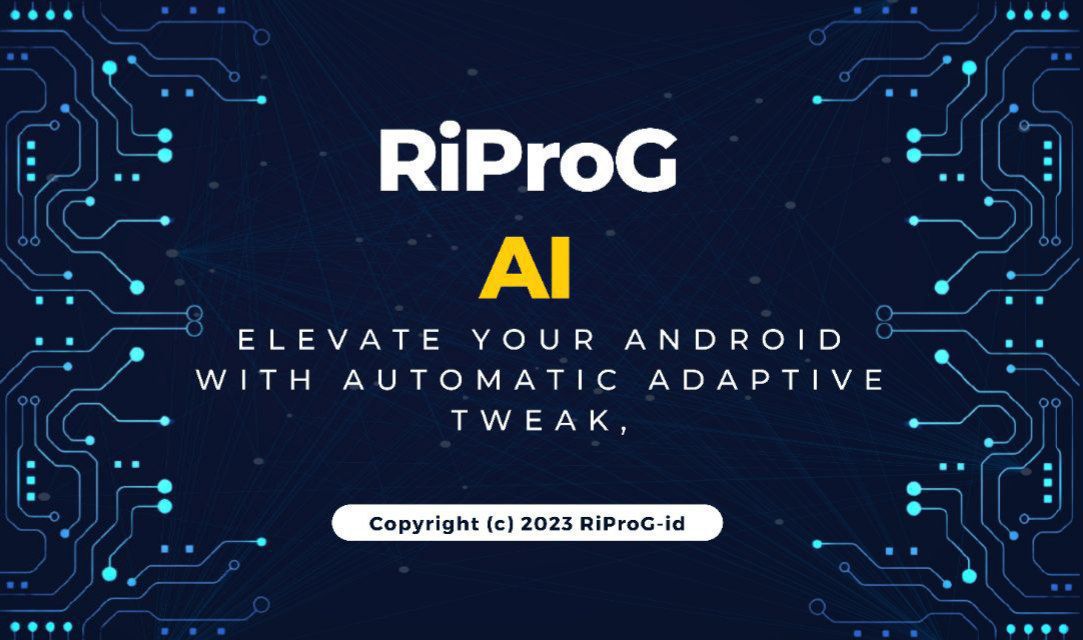 RiProG
AI
ELEVATE YOUR ANDROID
WITH AUTOMATIC ADAPTIVE
TWEAK,
Copyright (c) 2023 RiProG-id